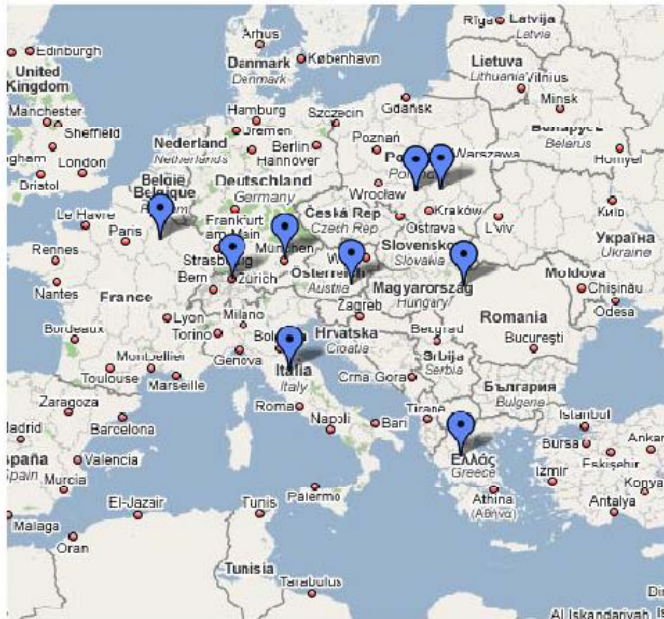 Rīga
Latvija
Latvia
Edinburgh
Århus
København
Danmark
Denmark
Lietuva
Lithuania
Vilnius
United
Kingdom
Minsk
Gdańsk
Manchester
Sheffield
Hamburg
Szczecin
Bremen
Berlin
Belarus
Nederland
Netherlands
Hannover
Poznań
Warszawa
Homyel
London
Bristol
België
Belgique
Deutschland
Germany
Wrocław
Le Havre
Frankfurt
am Main
Česká Rep
Czech Rep
Kraków
Ostrava
L'viv
Київ
Paris
Rennes
Strasbourg
München
Slovensko
Slovakia
Україна
Ukraine
Nantes
Bern
Zürich
Österreich
Austria
Magyarország
Hungary
Moldova
Chișinău
Odesa
France
Lyon
Milano
Zagreb
Romania
Bordeaux
Torino
Hrvatska
Croatia
Belgrad
București
Genova
Montpellier
Toulouse
Marseille
Italia
Italy
Srbija
Serbia
Crna Gora
България
Bulgaria
Zaragoza
Roma
Tiranë
İstanbul
Madrid
Barcelona
Napoli
Bari
Bursa
Ankara
España
Spain
Valencia
Ελλάς
Greece
İzmir
Eskişehir
Konya
Murcia
Palermo
Athina
(Αθήνα)
Antalya
El-Jazair
Tunis
Malaga
Oran
Tunisia
Tarabulus
Al Iskandariyah